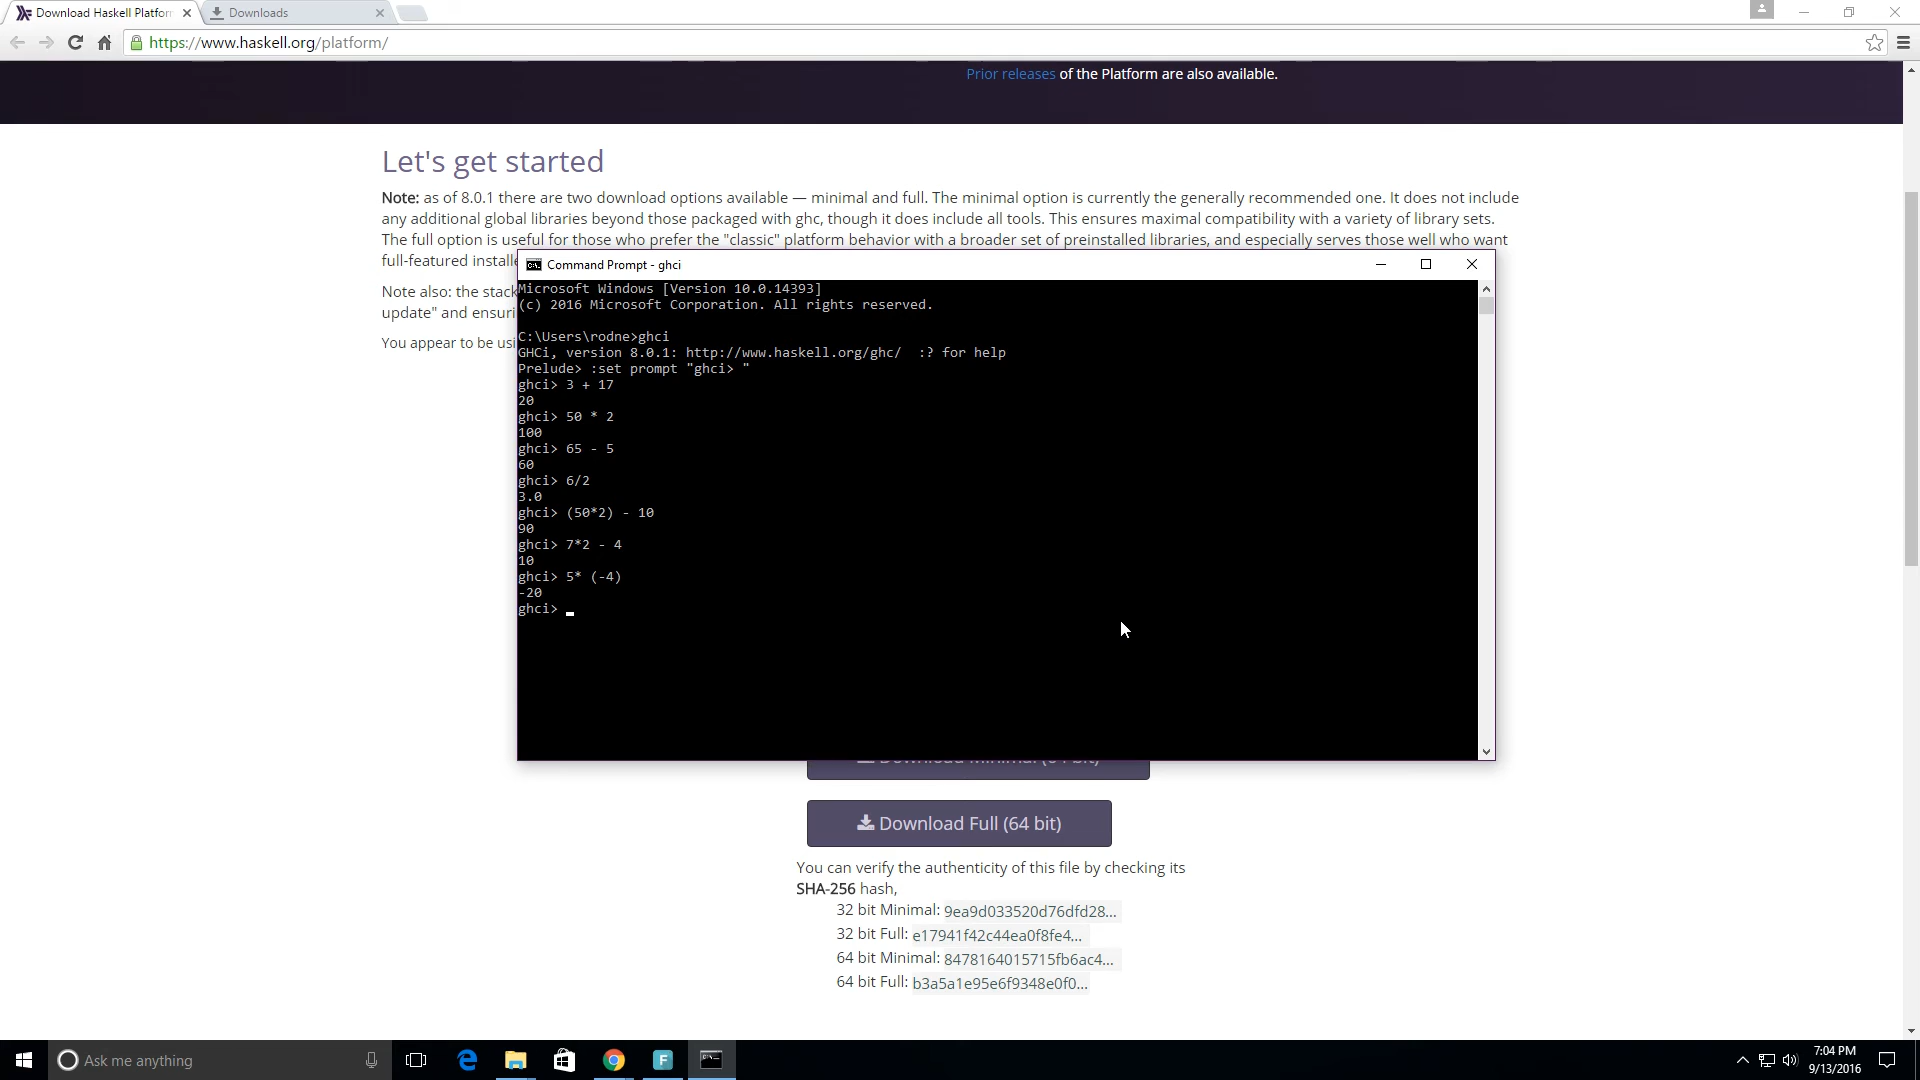 Download Haskell Platfor
Downloads
https://www.haskell.org/platform/
Prior releases of the Platform are also available.
Let's get started
Note: as of 8.0.1 there are two download options available — minimal and full. The minimal option is currently the generally recommended one. It does not include
any additional global libraries beyond those packaged with ghc, though it does include all tools. This ensures maximal compatibility with a variety of library sets.
The full option is useful for those who prefer the "classic" platform behavior with a broader set of preinstalled libraries, and especially serves those well who want
full-featured installe
Note also: the stack
update" and ensuri
You appear to be usi
Command Prompt - ghci
Microsoft Windows [Version 10.0.14393]
(c) 2016 Microsoft Corporation. All rights reserved.
C:\Users\rodne>ghci
GHCi, version 8.0.1: http://www.haskell.org/ghc/  :? for help
Prelude> :set prompt "ghci> "
ghci> 3 + 17
20
ghci> 50 * 2
100
ghci> 65 - 5
60
ghci> 6/2
3.0
ghci> (50*2) - 10
90
ghci> 7*2 - 4
10
ghci> 5* (-4)
-20
ghci>
Download Minimal (64 bit)
Download Full (64 bit)
You can verify the authenticity of this file by checking its
SHA-256 hash,
32 bit Minimal: 9ea9d033520d76dfd28...
32 bit Full: e17941f42c44ea0f8fe4...
64 bit Minimal: 8478164015715fb6ac4...
64 bit Full: b3a5a1e95e6f9348e0f0...
Ask me anything
7:04 PM
9/13/2016